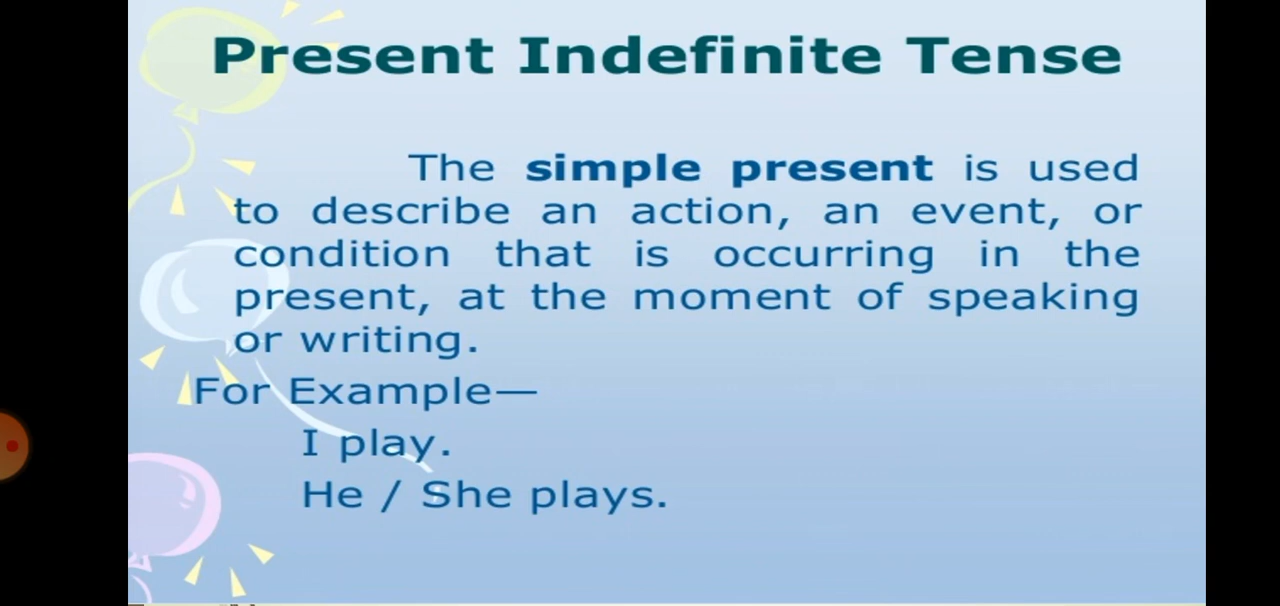 Present Indefinite Tense
The simple present is used
to describe an action, an event, or
condition that is occurring in the
present, at the moment of speaking
or writing.
For Example—
I play.
He / She plays.